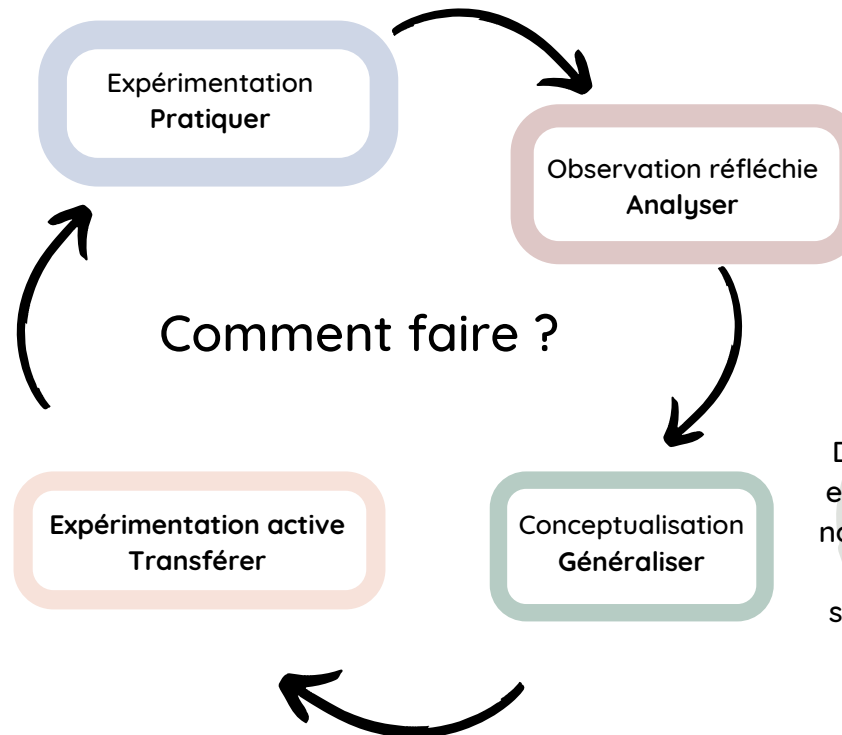 Expérimentation
Pratiquer
Observation réfléchie
Analyser
Comment faire ?
Expérimentation active
Transférer
Conceptualisation
Généraliser